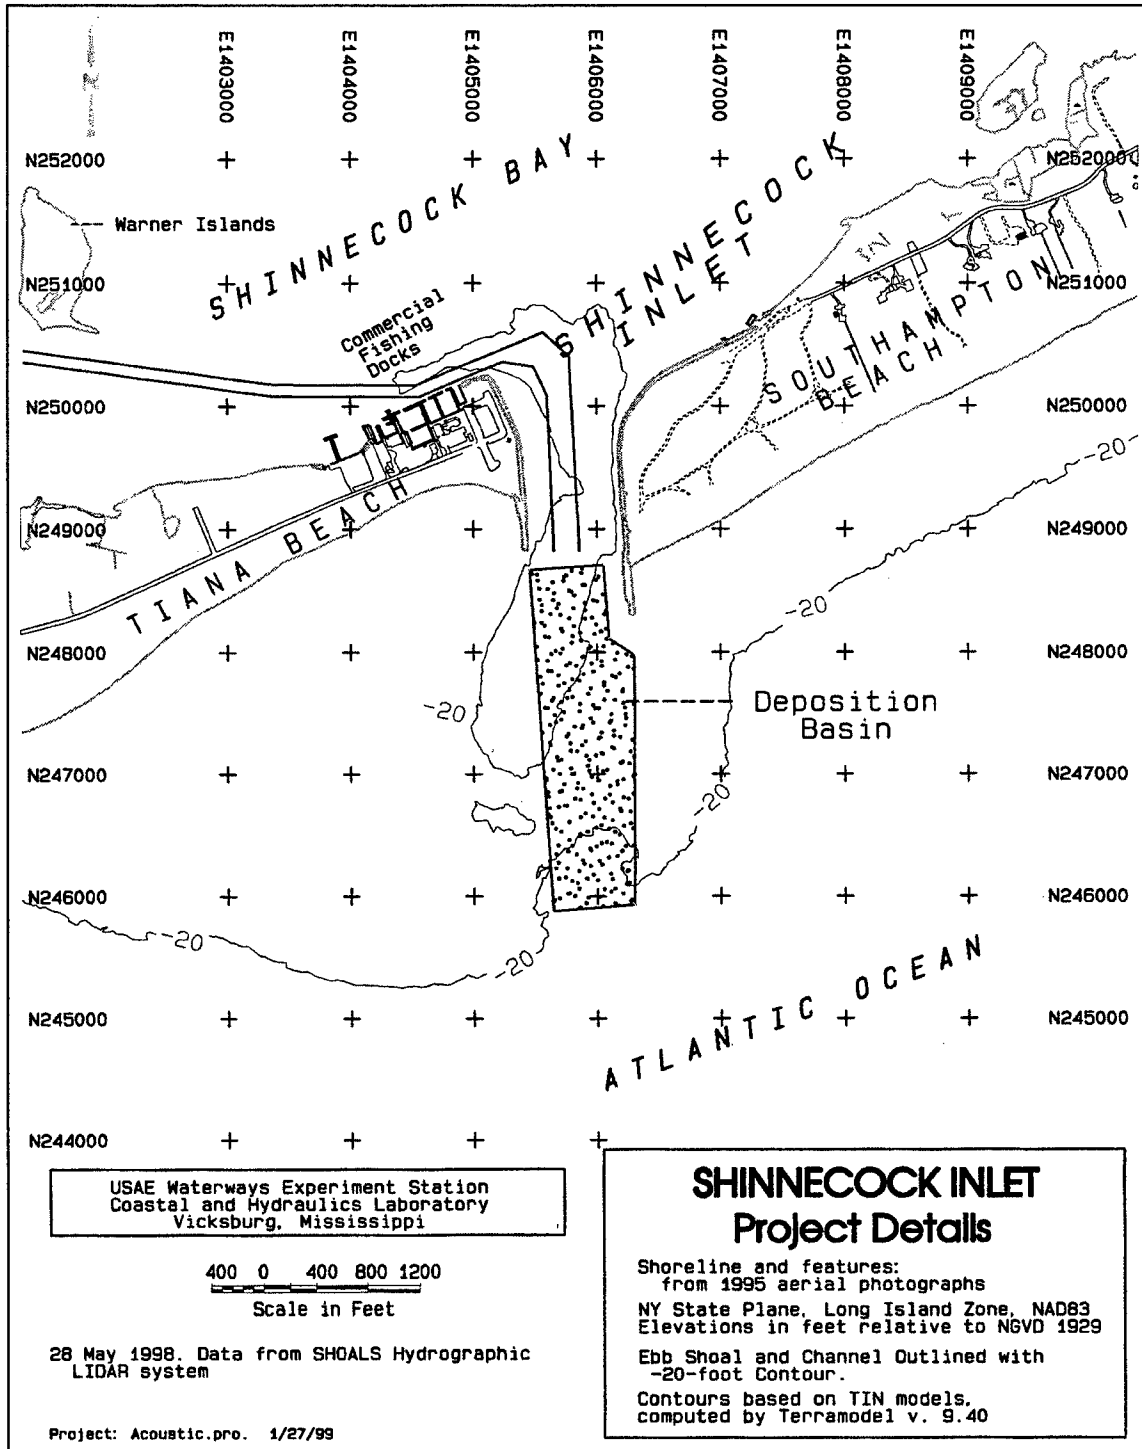 E1403000
E1404000
E1405000
E1406000
E1407000
E1408000
E1409000
N252000
N252000
SHINNECOCK BAY
SHINNECOCK
INLET
Warner Islands
N251000
N251000
Commercial
Fishing
Docks
SOUTHAMPTON
BEACH
N250000
N250000
-20
N249000
N249000
TIANA BEACH
-20
N248000
N248000
-20
Deposition
Basin
N247000
N247000
-20
N246000
N246000
-20
-20
ATLANTIC OCEAN
N245000
N245000
N244000
USAE Waterways Experiment Station
Coastal and Hydraulics Laboratory
Vicksburg, Mississippi
400 0 400 800 1200
Scale in Feet
28 May 1998. Data from SHOALS Hydrographic
LIDAR system
Project: Acoustic.pro. 1/27/99
SHINNECOCK INLET
Project Details
Shoreline and features:
from 1995 aerial photographs
NY State Plane, Long Island Zone, NAD83
Elevations in feet relative to NGVD 1929
Ebb Shoal and Channel Outlined with
-20-foot Contour.
Contours based on TIN models,
computed by Terramodel v. 9.40